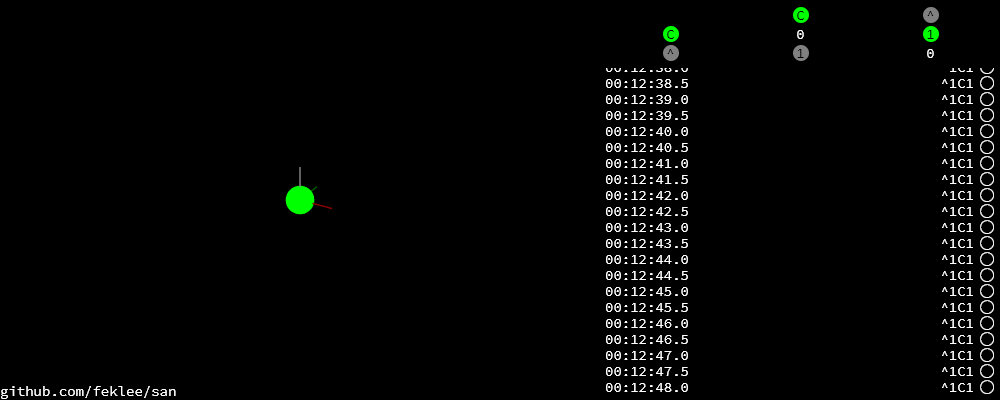 C ^
C 0 1
^ 1 0
00:12:38.0 ^1C1
00:12:38.5 ^1C1
00:12:39.0 ^1C1
00:12:39.5 ^1C1
00:12:40.0 ^1C1
00:12:40.5 ^1C1
00:12:41.0 ^1C1
00:12:41.5 ^1C1
00:12:42.0 ^1C1
00:12:42.5 ^1C1
00:12:43.0 ^1C1
00:12:43.5 ^1C1
00:12:44.0 ^1C1
00:12:44.5 ^1C1
00:12:45.0 ^1C1
00:12:45.5 ^1C1
00:12:46.0 ^1C1
00:12:46.5 ^1C1
00:12:47.0 ^1C1
00:12:47.5 ^1C1
00:12:48.0 ^1C1
github.com/feklee/san